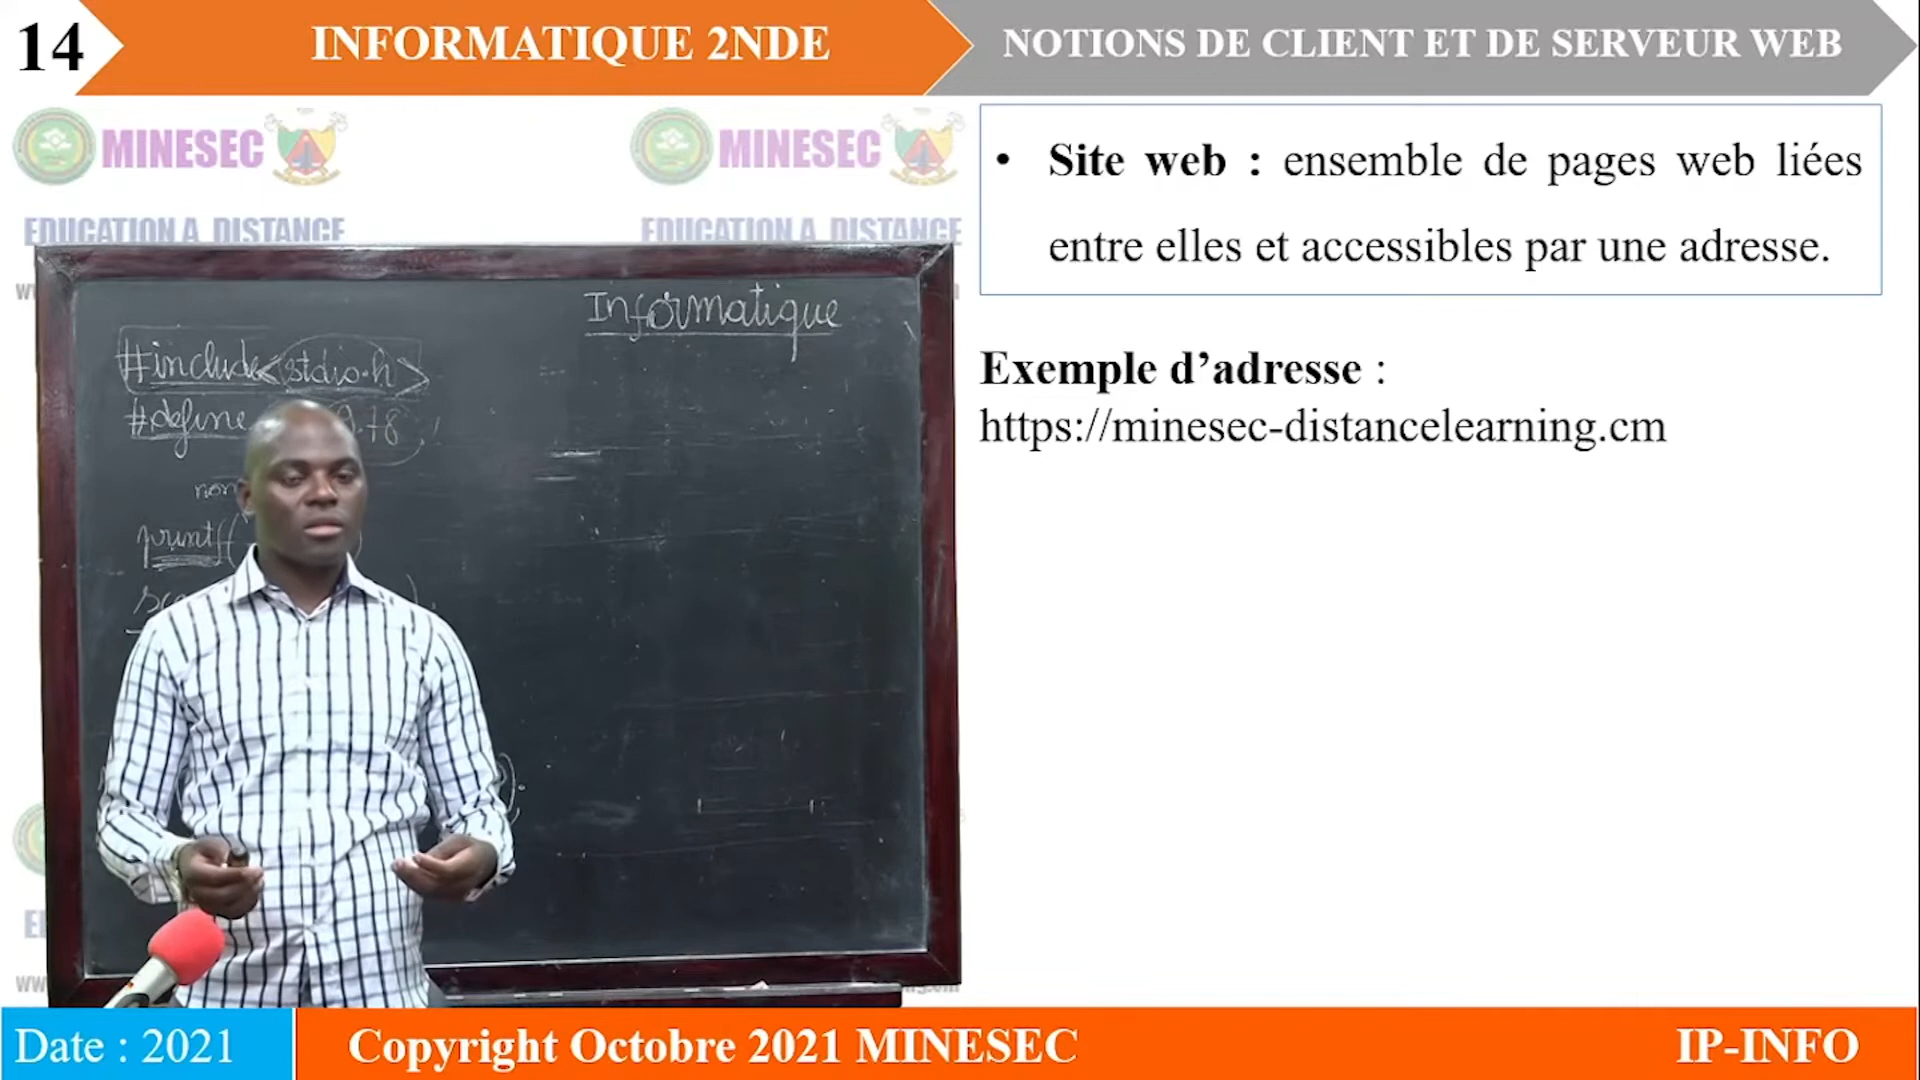 14
INFORMATIQUE 2NDE
NOTIONS DE CLIENT ET DE SERVEUR WEB
MINESEC
MINESEC
EDUCATION A DISTANCE
EDUCATION A DISTANCE
• Site web : ensemble de pages web liées
entre elles et accessibles par une adresse.
Exemple d’adresse :
https://minesec-distancelearning.cm
Informatique
#include<stdio.h>
#define
printf(
Date : 2021
Copyright Octobre 2021 MINESEC
IP-INFO